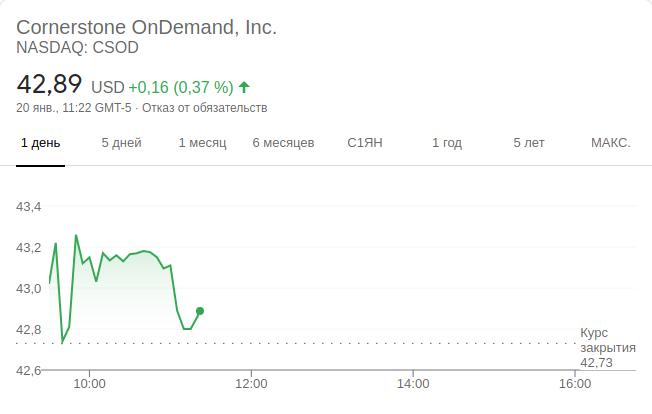 Cornerstone OnDemand, Inc.
NASDAQ: CSOD
42,89 USD +0,16 (0,37 %)
20 янв., 11:22 GMT-5 · Отказ от обязательств
1 день 5 дней 1 месяц 6 месяцев С1ЯН 1 год 5 лет МАКС.
43,4
43,2
43,0
42,8
42,6
Курс
закрытия
42,73
10:00 12:00 14:00 16:00